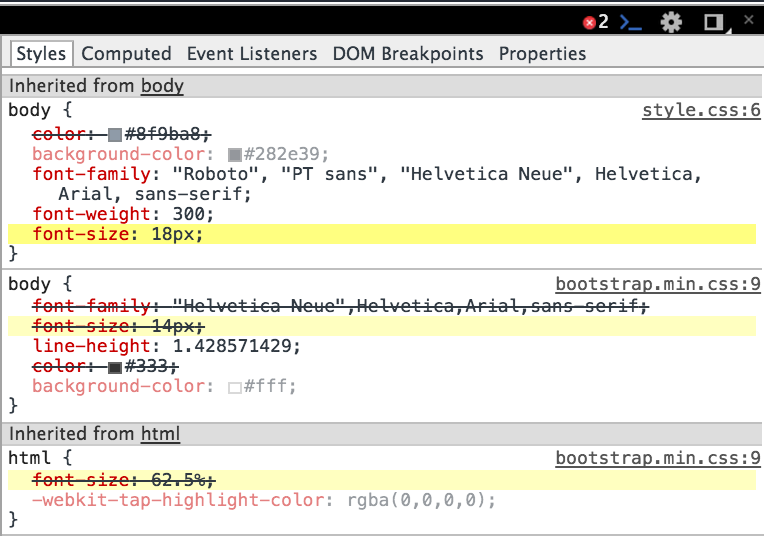 2
Styles Computed Event Listeners DOM Breakpoints Properties
Inherited from body
body { style.css:6
color: #8f9ba8;
background-color: #282e39;
font-family: "Roboto", "PT sans", "Helvetica Neue", Helvetica,
Arial, sans-serif;
font-weight: 300;
font-size: 18px;
}
body { bootstrap.min.css:9
font-family: "Helvetica Neue",Helvetica,Arial,sans-serif;
font-size: 14px;
line-height: 1.428571429;
color: #333;
background-color: #fff;
}
Inherited from html
html { bootstrap.min.css:9
font-size: 62.5%;
-webkit-tap-highlight-color: rgba(0,0,0,0);
}